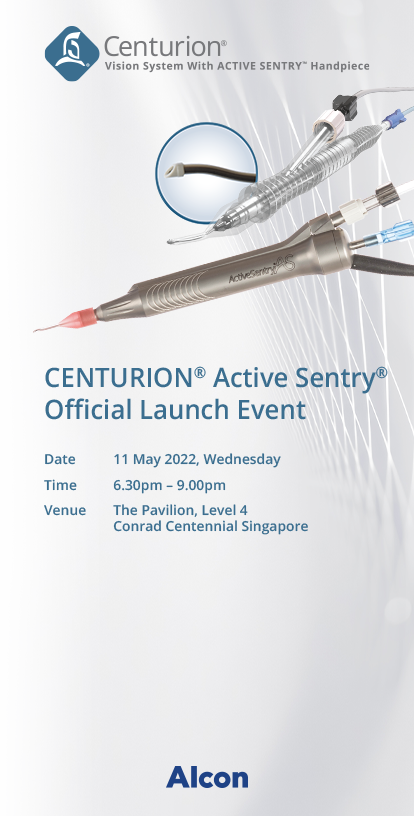 Centurion®
Vision System With ACTIVE SENTRY™ Handpiece
ActiveSentry AS
CENTURION® Active Sentry®
Official Launch Event
Date 11 May 2022, Wednesday
Time 6.30pm – 9.00pm
Venue The Pavilion, Level 4
Conrad Centennial Singapore
Alcon